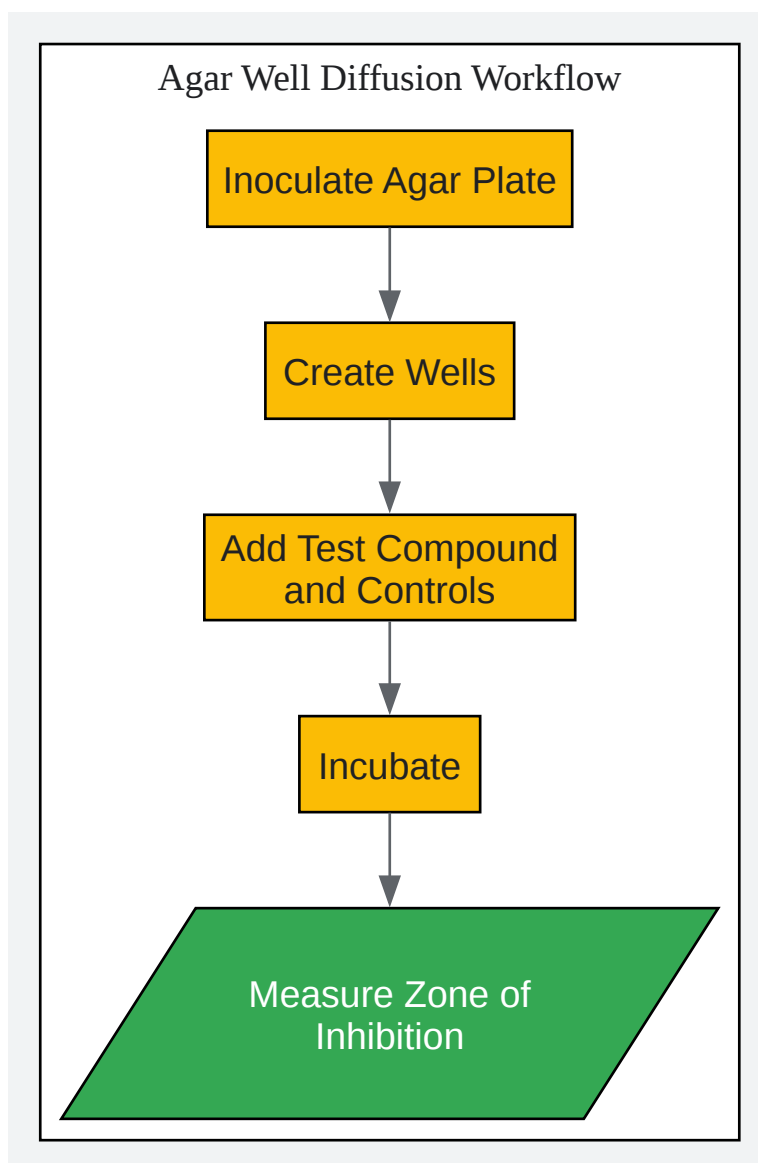 Agar Well Diffusion Workflow
Inoculate Agar Plate
Create Wells
Add Test Compound
and Controls
Incubate
Measure Zone of
Inhibition